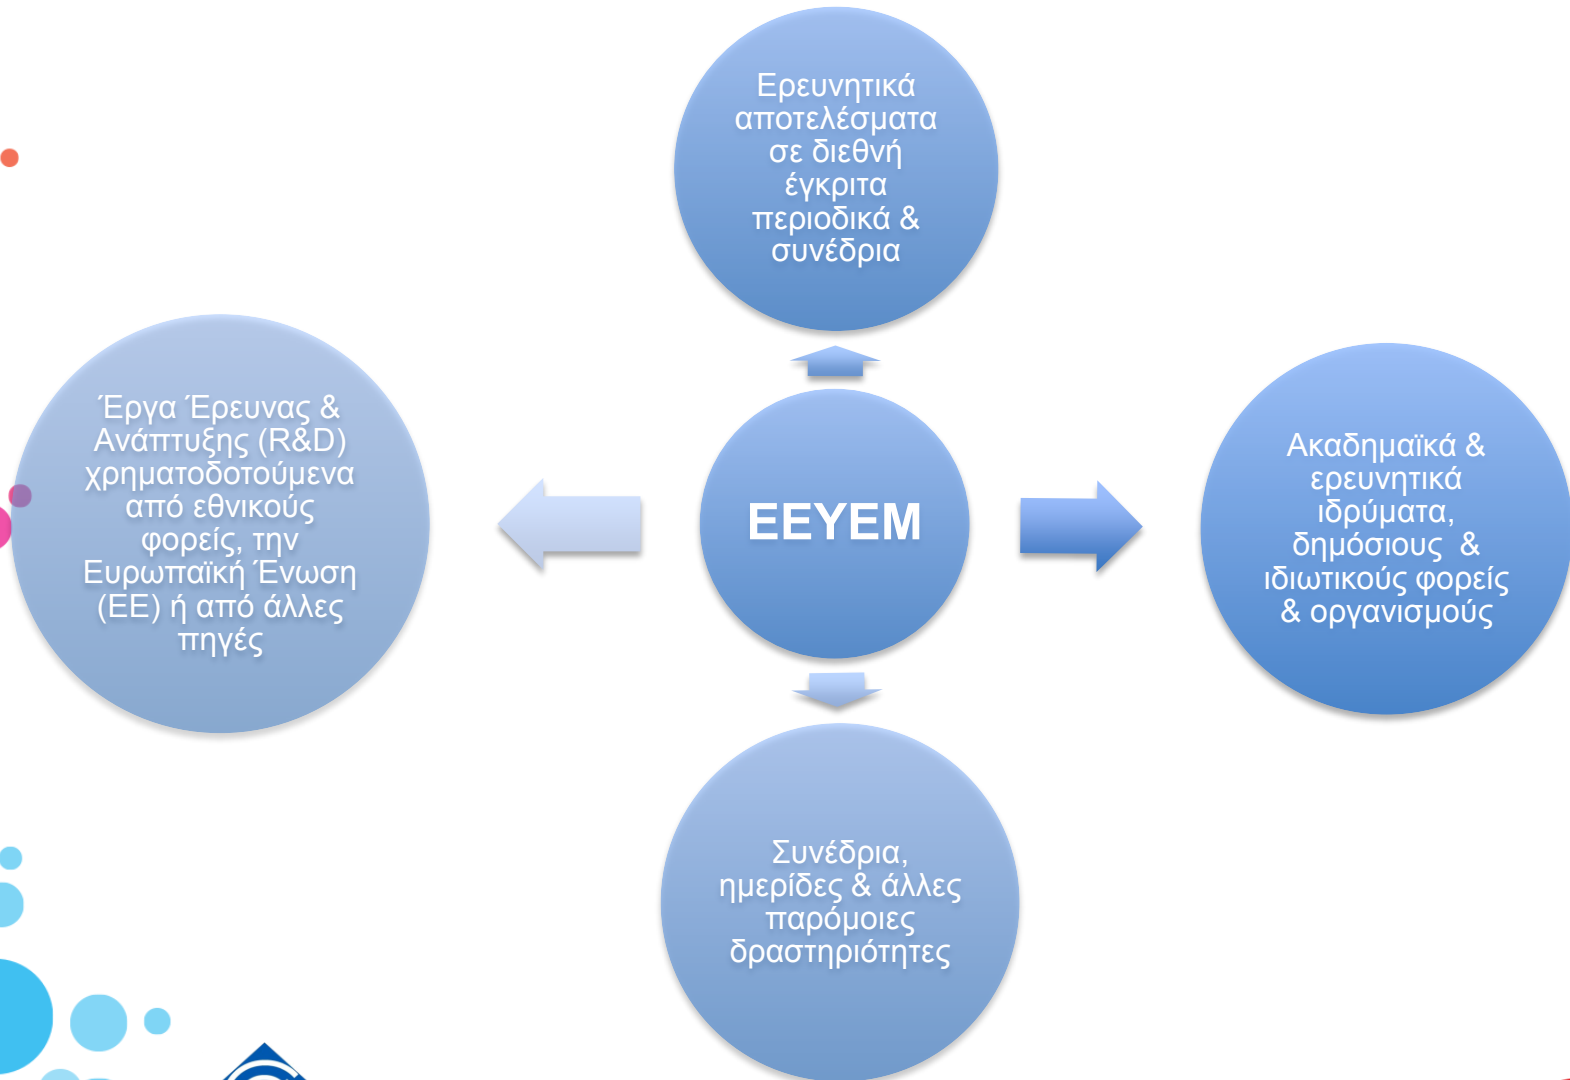 Ερευνητικά
αποτελέσματα
σε διεθνή
έγκριτα
περιοδικά &
συνέδρια
Έργα Έρευνας &
Ανάπτυξης (R&D)
χρηματοδοτούμενα
από εθνικούς
φορείς, την
Ευρωπαϊκή Ένωση
(ΕΕ) ή από άλλες
πηγές
ΕΕΥΕΜ
Ακαδημαϊκά &
ερευνητικά
ιδρύματα,
δημόσιους &
ιδιωτικούς φορείς
& οργανισμούς
Συνέδρια,
ημερίδες & άλλες
παρόμοιες
δραστηριότητες